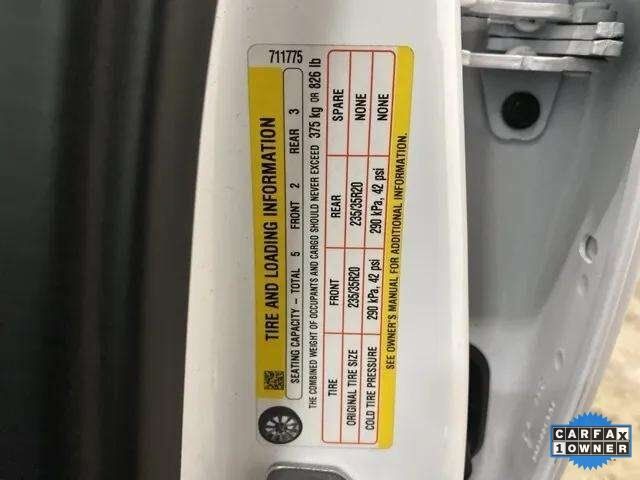 711775
TIRE AND LOADING INFORMATION
SEATING CAPACITY - TOTAL 5 FRONT 2 REAR 3
THE COMBINED WEIGHT OF OCCUPANTS AND CARGO SHOULD NEVER EXCEED 375 kg OR 826 lb
TIRE FRONT REAR SPARE
ORIGINAL TIRE SIZE 235/35R20 235/35R20 NONE
COLD TIRE PRESSURE 290 kPa, 42 psi 290 kPa, 42 psi NONE
SEE OWNER'S MANUAL FOR ADDITIONAL INFORMATION.
CARFAX
1 OWNER